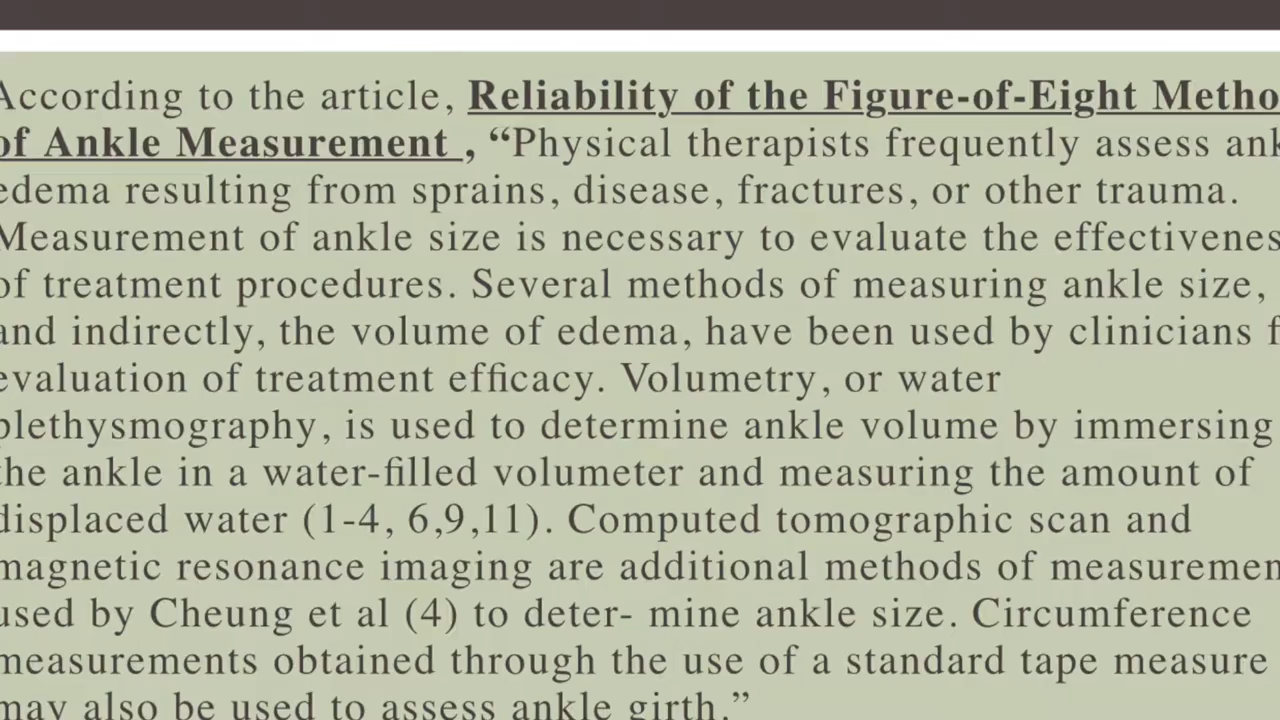 According to the article, Reliability of the Figure-of-Eight Metho
of Ankle Measurement , “Physical therapists frequently assess ank
edema resulting from sprains, disease, fractures, or other trauma.
Measurement of ankle size is necessary to evaluate the effectivenes
of treatment procedures. Several methods of measuring ankle size,
and indirectly, the volume of edema, have been used by clinicians f
evaluation of treatment efficacy. Volumetry, or water
plethysmography, is used to determine ankle volume by immersing
the ankle in a water-filled volumeter and measuring the amount of
displaced water (1-4, 6,9,11). Computed tomographic scan and
magnetic resonance imaging are additional methods of measuremen
used by Cheung et al (4) to deter- mine ankle size. Circumference
measurements obtained through the use of a standard tape measure
may also be used to assess ankle girth.”